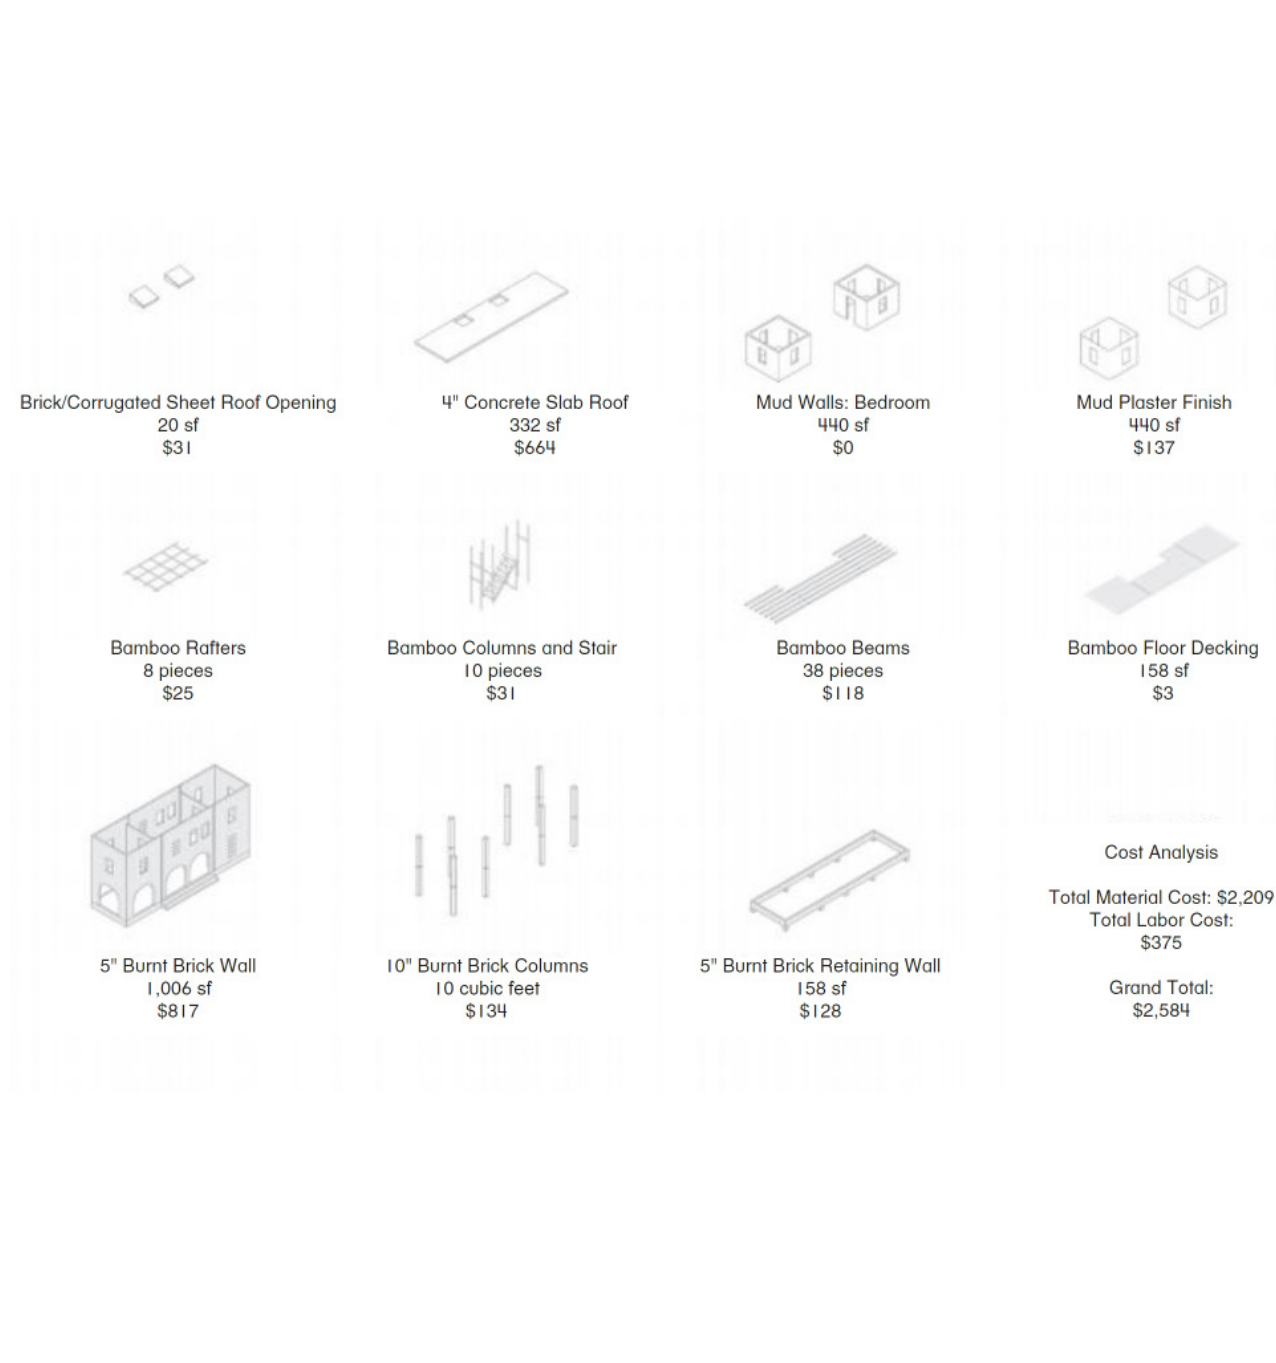 Brick/Corrugated Sheet Roof Opening
20 sf
$31
4" Concrete Slab Roof
332 sf
$664
Mud Walls: Bedroom
440 sf
$0
Mud Plaster Finish
440 sf
$137
Bamboo Rafters
8 pieces
$25
Bamboo Columns and Stair
10 pieces
$31
Bamboo Beams
38 pieces
$118
Bamboo Floor Decking
158 sf
$3
5" Burnt Brick Wall
1,006 sf
$817
10" Burnt Brick Columns
10 cubic feet
$134
5" Burnt Brick Retaining Wall
158 sf
$128
Cost Analysis
Total Material Cost: $2,209
Total Labor Cost:
$375
Grand Total:
$2,584